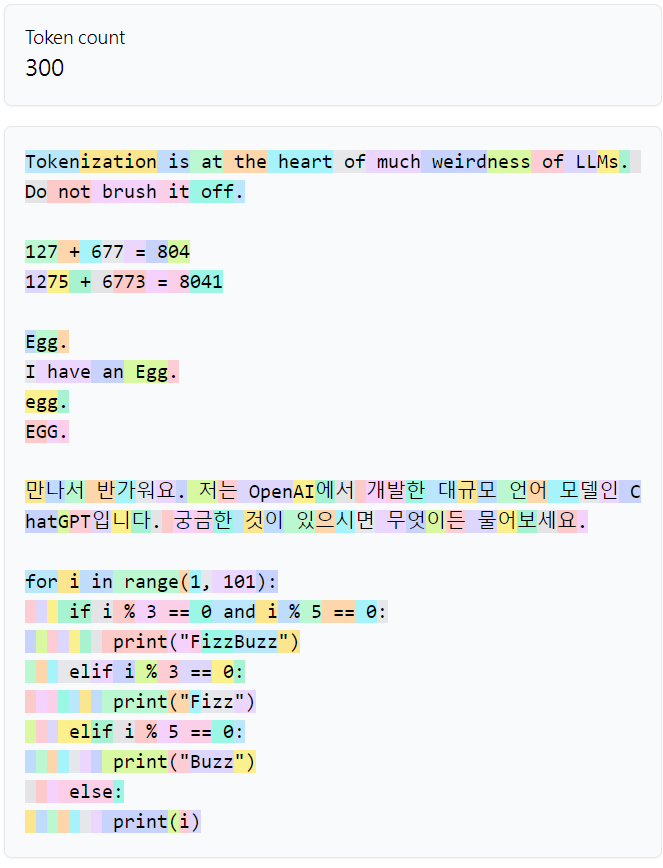 Token count
300
Tokenization is at the heart of much weirdness of LLMs.
Do not brush it off.
127 + 677 = 804
1275 + 6773 = 8041
Egg.
I have an Egg.
egg.
EGG.
만나서 반가워요. 저는 OpenAI에서 개발한 대규모 언어 모델인 C
hatGPT입니다. 궁금한 것이 있으시면 무엇이든 물어보세요.
for i in range(1, 101):
    if i % 3 == 0 and i % 5 == 0:
        print("FizzBuzz")
    elif i % 3 == 0:
        print("Fizz")
    elif i % 5 == 0:
        print("Buzz")
    else:
        print(i)